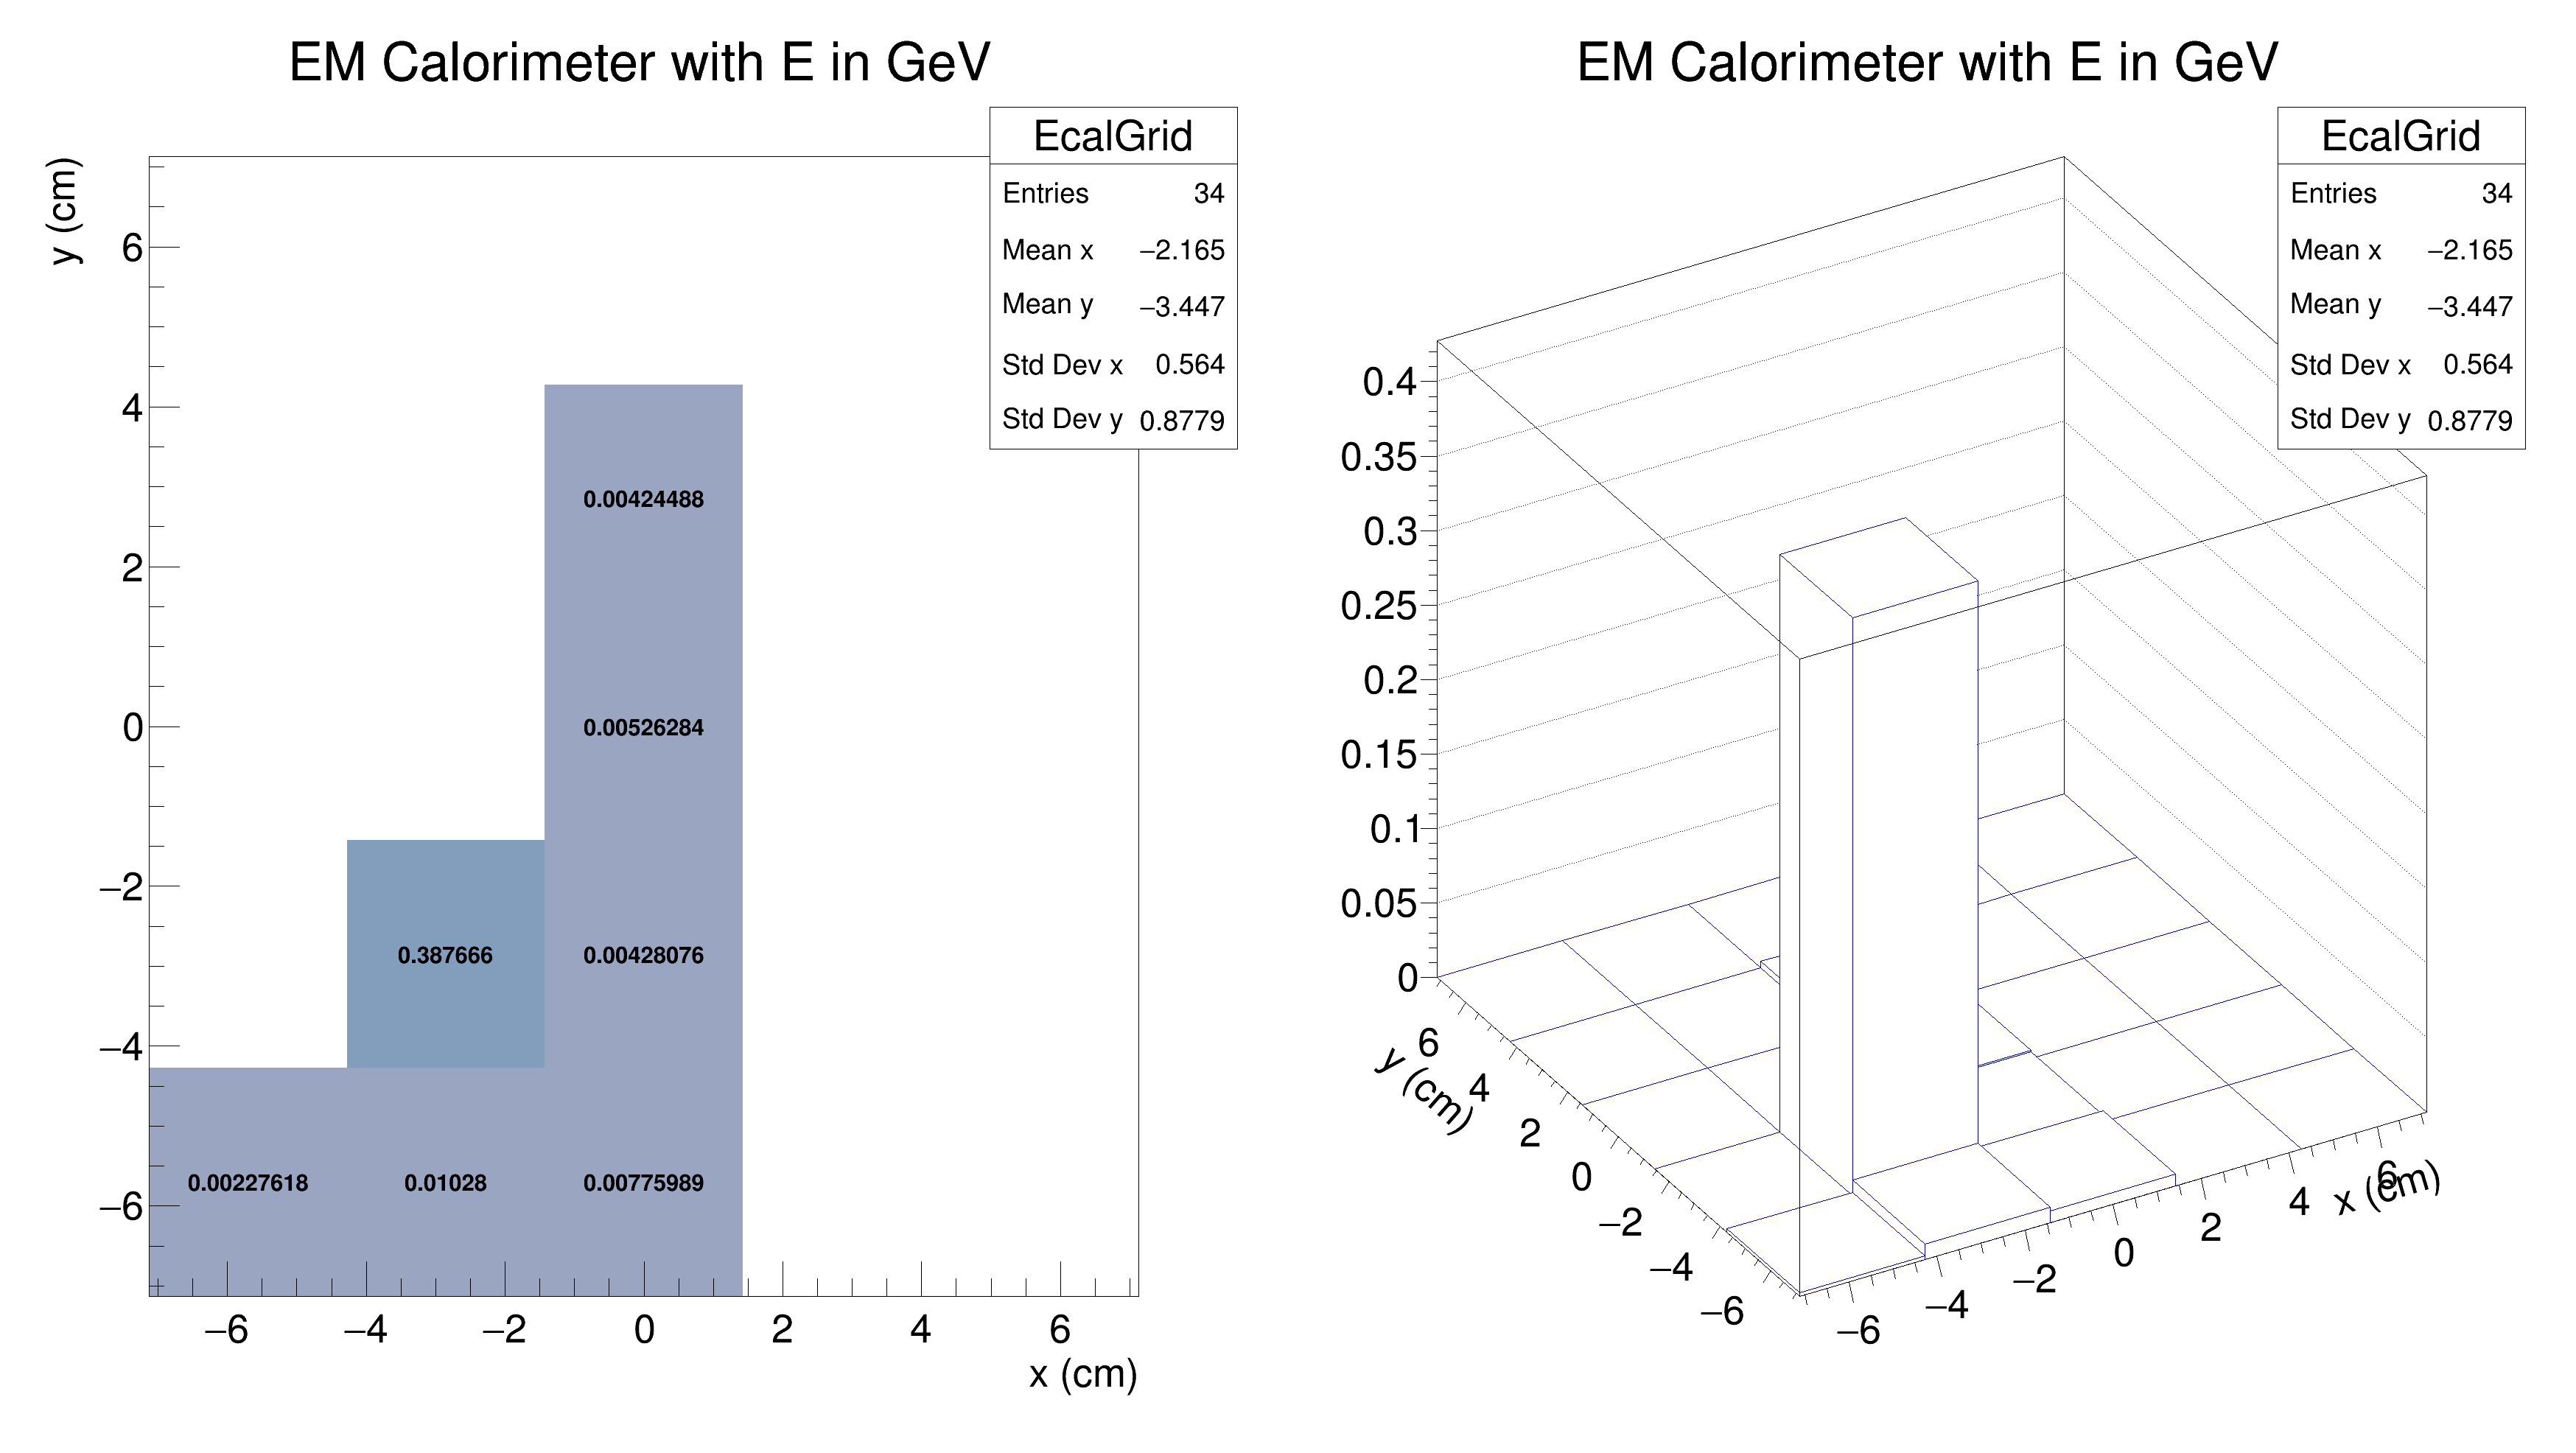 EM Calorimeter with E in GeV
EcalGrid
Entries 34
Mean x −2.165
Mean y −3.447
Std Dev x 0.564
Std Dev y 0.8779
y (cm)
6
4
2
0
−2
−4
−6
0.00424488
0.00526284
0.387666
0.00428076
0.00227618
0.01028
0.00775989
−6 −4 −2 0 2 4 6
x (cm)
EM Calorimeter with E in GeV
EcalGrid
Entries 34
Mean x −2.165
Mean y −3.447
Std Dev x 0.564
Std Dev y 0.8779
0.4
0.35
0.3
0.25
0.2
0.15
0.1
0.05
0
y (cm)
6
4
2
0
−2
−4
−6
−6 −4 −2 0 2 4 6
x (cm)